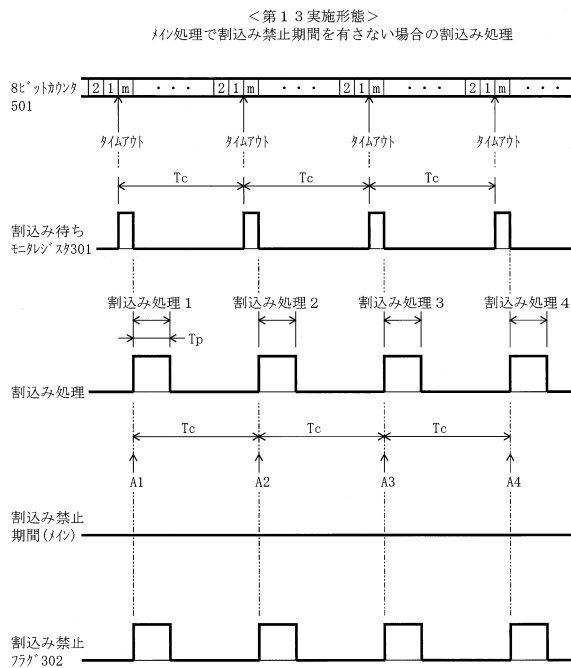 ＜第１３実施形態＞
ﾒｲﾝ処理で割込み禁止期間を有さない場合の割込み処理
8ﾋﾞｯﾄｶｳﾝﾀ 2 1 m ・・・ 2 1 m ・・・ 2 1 m ・・・ 2 1 m ・・・
501
ﾀｲﾑｱｳﾄ ﾀｲﾑｱｳﾄ ﾀｲﾑｱｳﾄ ﾀｲﾑｱｳﾄ
Tc Tc Tc
割込み待ち
ﾓﾆﾀﾚｼﾞｽﾀ301
割込み処理１ 割込み処理２ 割込み処理３ 割込み処理４
Tp
割込み処理
Tc Tc Tc
A1 A2 A3 A4
割込み禁止
期間(ﾒｲﾝ)
割込み禁止
ﾌﾗｸﾞ302